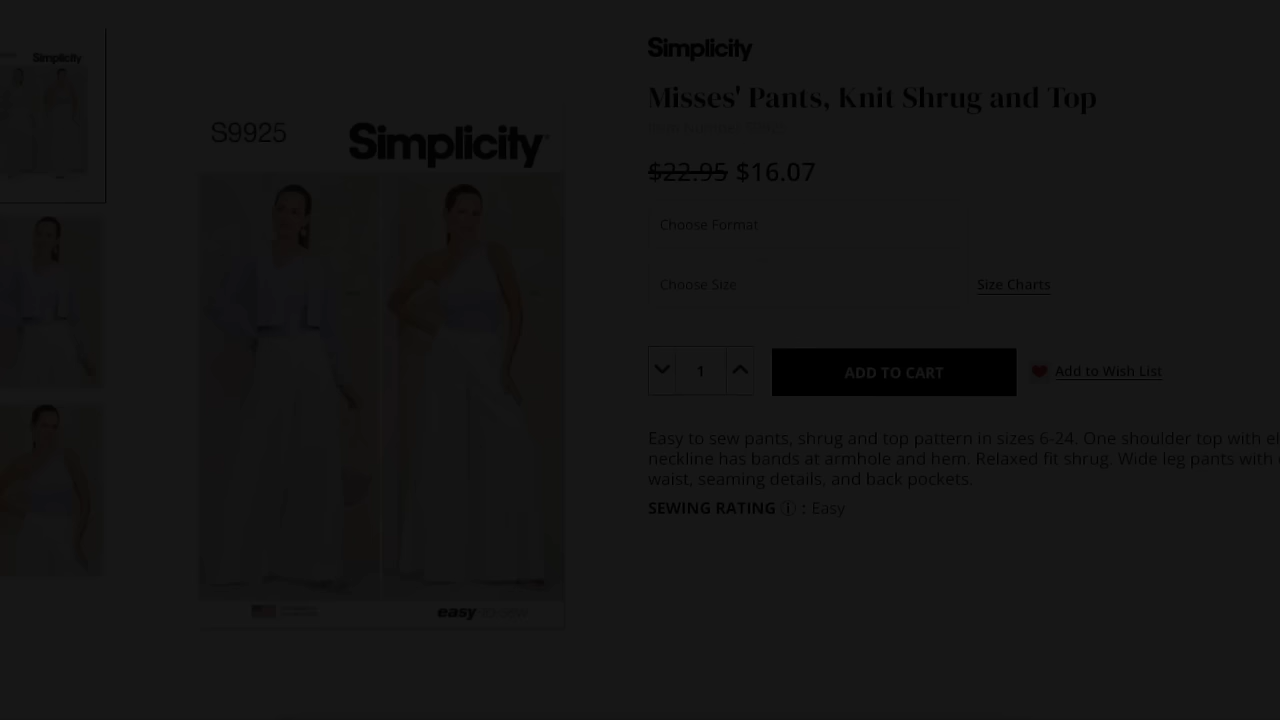 Simplicity
Simplicity
Misses' Pants, Knit Shrug and Top
S9925
Simplicity
$22.95 $16.07
Choose Format
Choose Size
Size Charts
1
ADD TO CART
Add to Wish List
Easy to sew pants, shrug and top pattern in sizes 6-24. One shoulder top with
neckline has bands at armhole and hem. Relaxed fit shrug. Wide leg pants with
waist, seaming details, and back pockets.
SEWING RATING ⓘ : Easy
easy